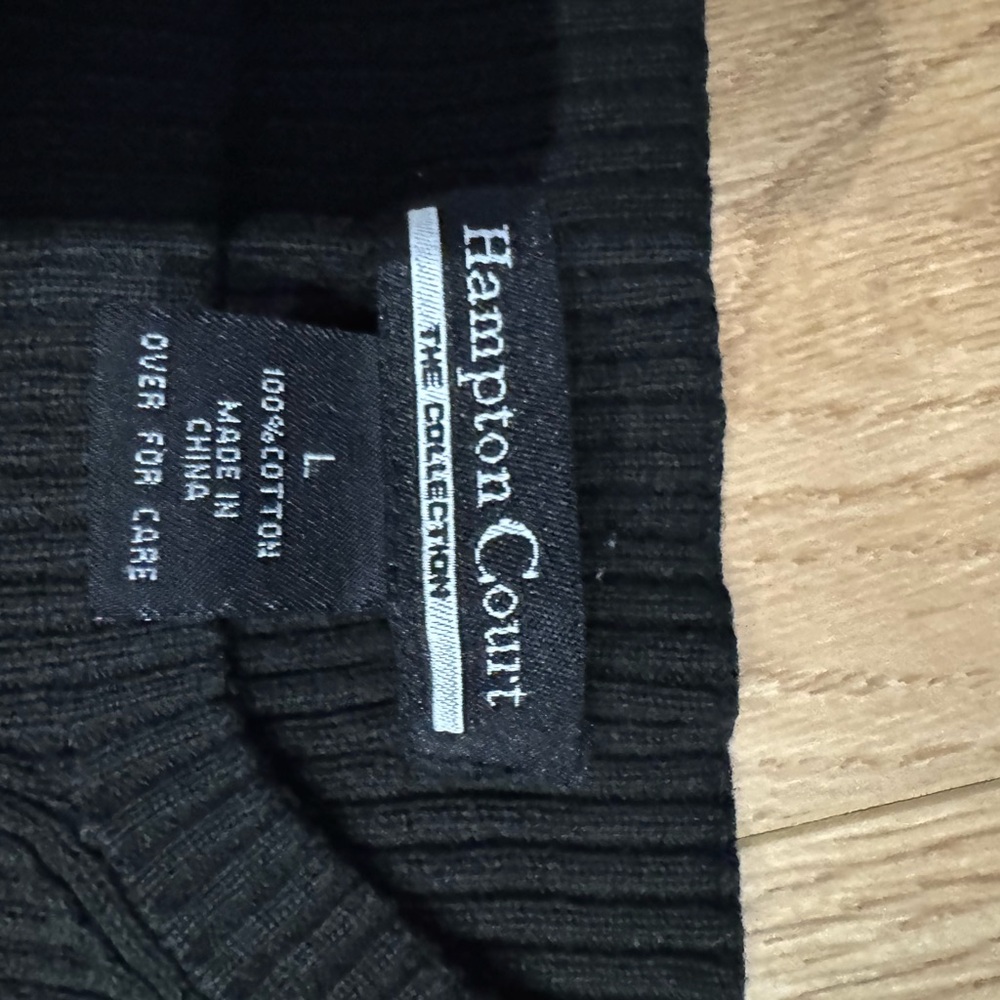 Hampton Court
THE COLLECTION
L
100%COTTON
MADE IN
CHINA
OVER FOR CARE